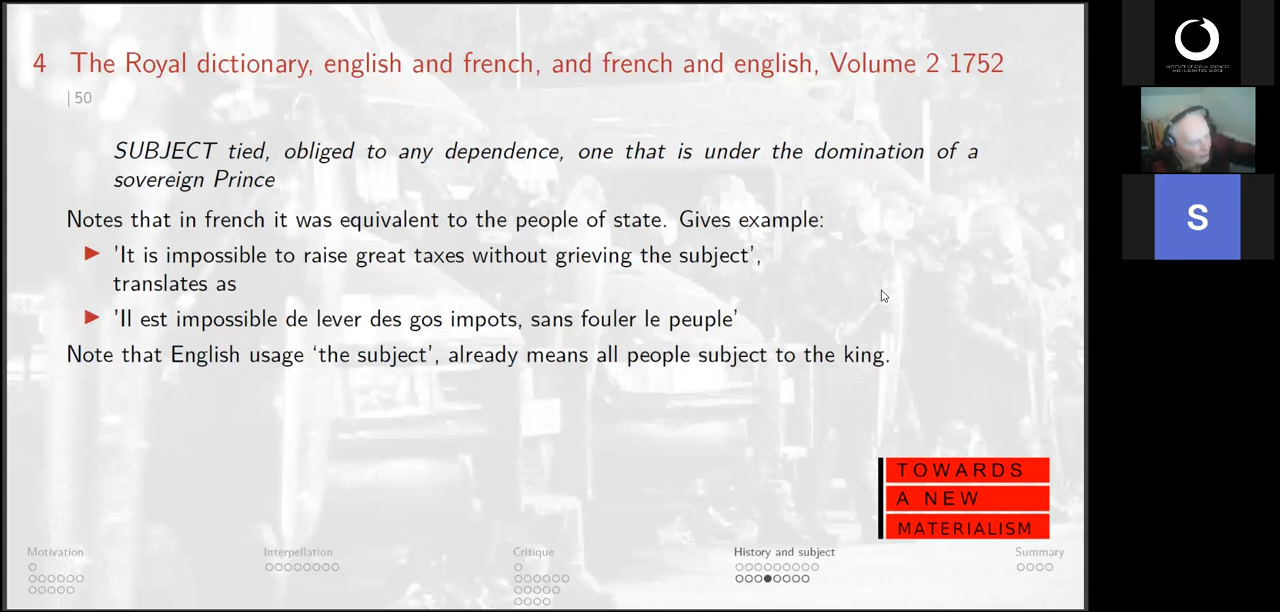 4 The Royal dictionary, english and french, and french and english, Volume 2 1752
| 50
SUBJECT tied, obliged to any dependence, one that is under the domination of a
sovereign Prince
Notes that in french it was equivalent to the people of state. Gives example:
'It is impossible to raise great taxes without grieving the subject',
translates as
'Il est impossible de lever des gos impots, sans fouler le peuple'
Note that English usage ‘the subject’, already means all people subject to the king.
TOWARDS
A NEW
MATERIALISM
Motivation
Interpellation
Critique
History and subject
Summary
INSTITUTE OF SOCIAL SCIENCES
S